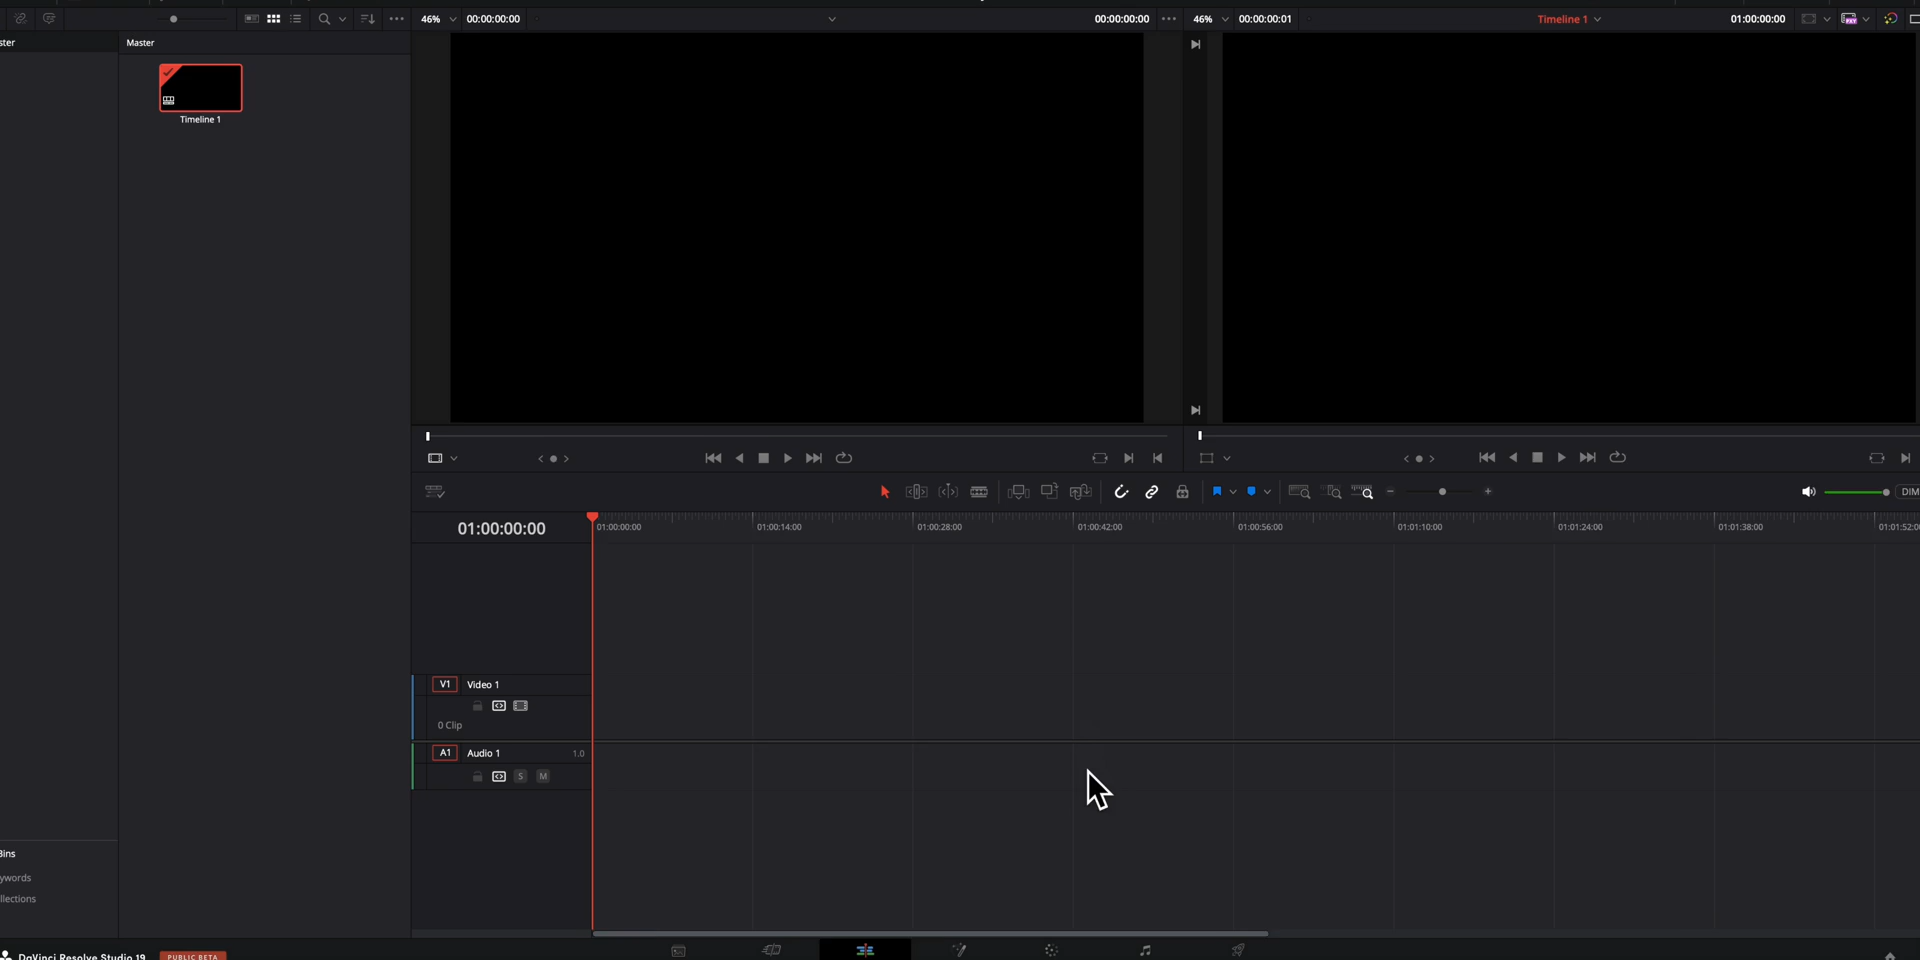 46% 00:00:00:00 00:00:00:00 46% 00:00:00:01 Timeline 1 01:00:00:00
ster Master
Timeline 1
DIM
01:00:00:00 01:00:00:00 01:00:14:00 01:00:28:00 01:00:42:00 01:00:56:00 01:01:10:00 01:01:24:00 01:01:38:00 01:01:52:0
V1 Video 1
0 Clip
A1 Audio 1 1.0
S M
Bins
ywords
llections
DaVinci Resolve Studio 19 PUBLIC BETA